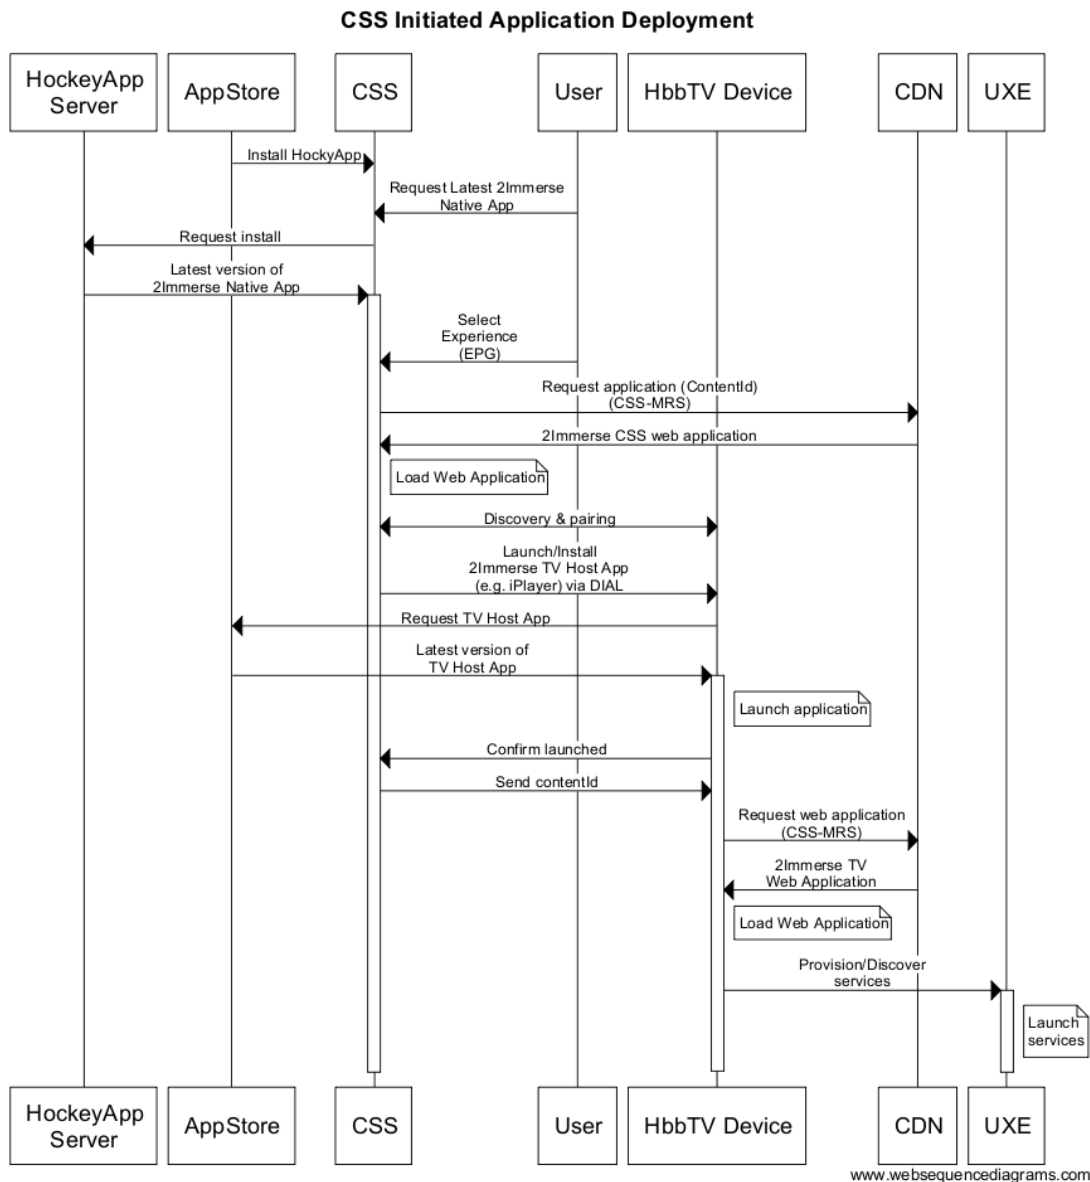 CSS Initiated Application Deployment
HockeyApp
Server
AppStore
CSS
User
HbbTV Device
CDN
UXE
Install HockyApp
Request Latest 2Immerse
Native App
Request install
Latest version of
2Immerse Native App
Select
Experience
(EPG)
Request application (ContentId)
(CSS-MRS)
2Immerse CSS web application
Load Web Application
Discovery & pairing
Launch/Install
2Immerse TV Host App
(e.g. iPlayer) via DIAL
Request TV Host App
Latest version of
TV Host App
Launch application
Confirm launched
Send contentId
Request web application
(CSS-MRS)
2Immerse TV
Web Application
Load Web Application
Provision/Discover
services
Launch
services
HockeyApp
Server
AppStore
CSS
User
HbbTV Device
CDN
UXE
www.websequencediagrams.com